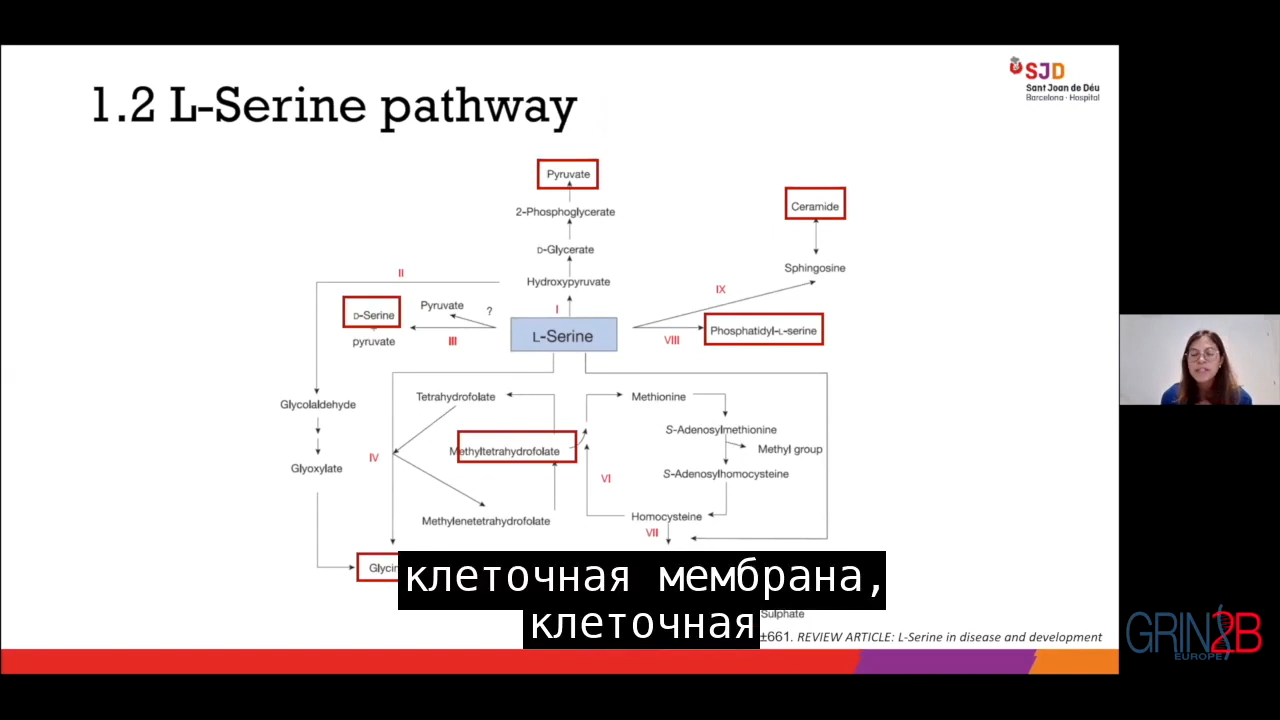 1.2 L-Serine pathway
SJD
Sant Joan de Déu
Barcelona · Hospital
Pyruvate
Ceramide
2-Phosphoglycerate
D-Glycerate
Sphingosine
II
Hydroxypyruvate
IX
D-Serine
Pyruvate
?
I
L-Serine
Phosphatidyl-L-serine
pyruvate
III
VIII
Glycolaldehyde
Tetrahydrofolate
Methionine
S-Adenosylmethionine
Methyltetrahydrofolate
Methyl group
IV
Glyoxylate
VI
S-Adenosylhomocysteine
Methylenetetrahydrofolate
Homocysteine
VII
клеточная мембрана,
клеточная
Sulphate
±661. REVIEW ARTICLE: L-Serine in disease and development
GRIN2B
EUROPE